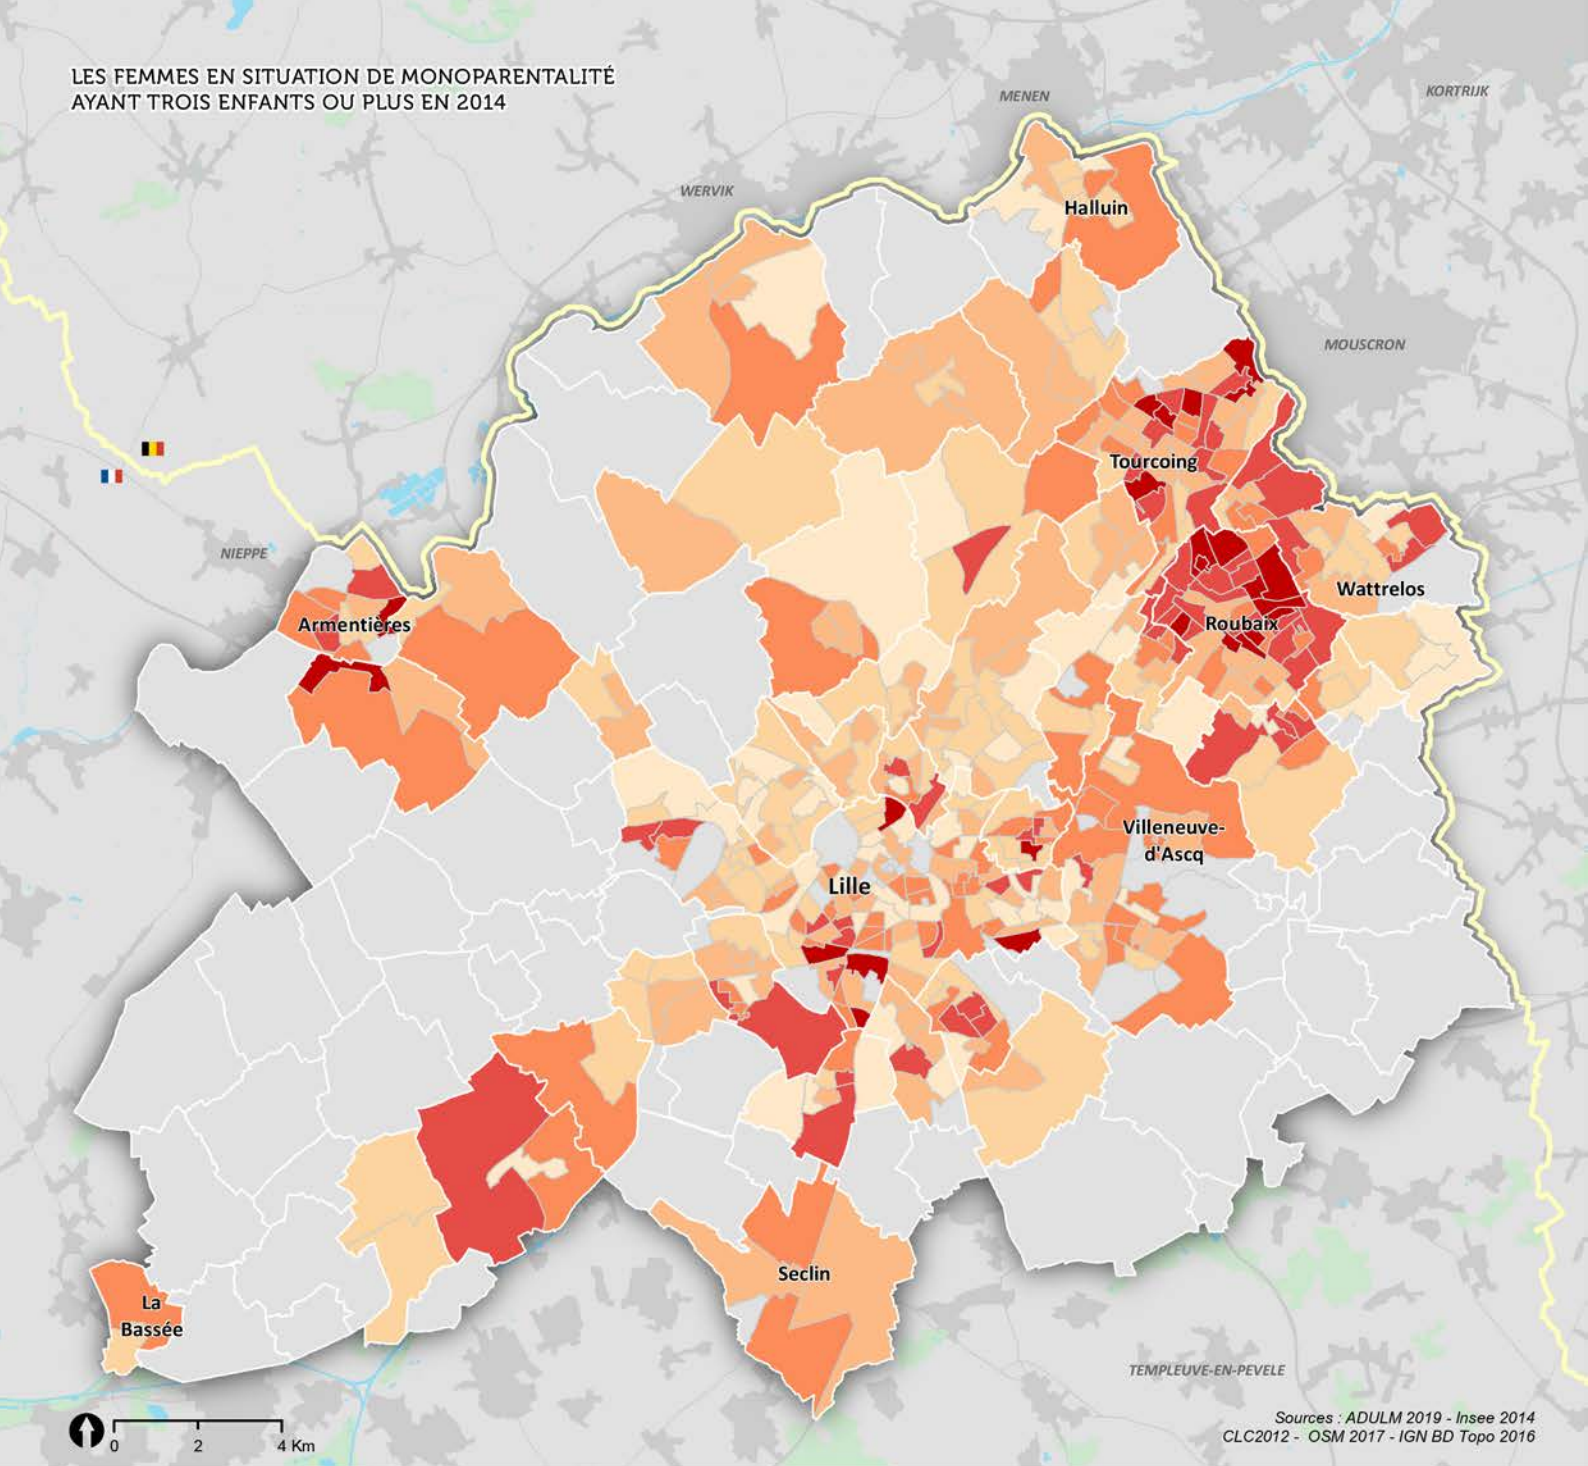 LES FEMMES EN SITUATION DE MONOPARENTALITÉ
AYANT TROIS ENFANTS OU PLUS EN 2014
MENEN
KORTRIJK
WERVIK
Halluin
MOUSCRON
Tourcoing
NIEPPE
Wattrelos
Armentières
Roubaix
Villeneuve-
d'Ascq
Lille
Seclin
La
Bassée
TEMPLEUVE-EN-PEVELE
Sources : ADULM 2019 - Insee 2014
CLC2012 - OSM 2017 - IGN BD Topo 2016
0 2 4 Km